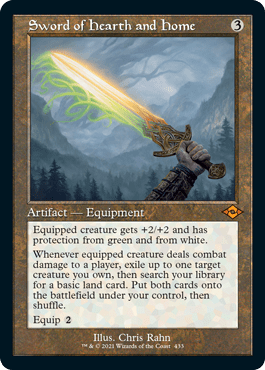 Sword of Hearth and Home 3
Artifact — Equipment
Equipped creature gets +2/+2 and has
protection from green and from white.
Whenever equipped creature deals combat
damage to a player, exile up to one target
creature you own, then search your library
for a basic land card. Put both cards onto
the battlefield under your control, then
shuffle.
Equip 2
Illus. Chris Rahn
™ & © 2021 Wizards of the Coast 433